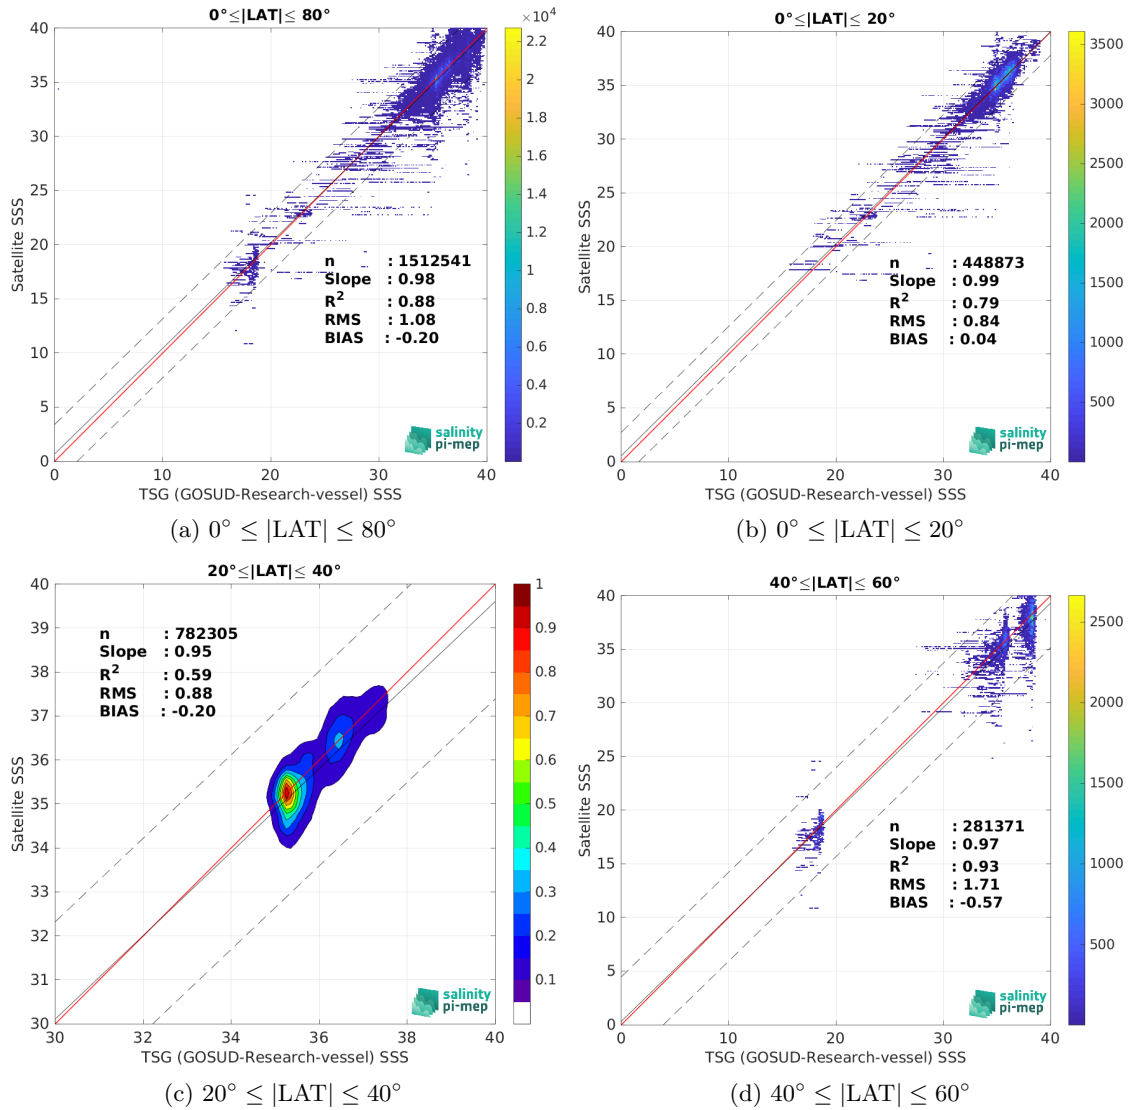 0°≤|LAT|≤ 80°
×10⁴
40
35
30
25
20
15
10
5
0
Satellite SSS
n : 1512541
Slope : 0.98
R² : 0.88
RMS : 1.08
BIAS : -0.20
salinity
pi-mep
0 10 20 30 40
TSG (GOSUD-Research-vessel) SSS
2.2
2
1.8
1.6
1.4
1.2
1
0.8
0.6
0.4
0.2
(a) 0° ≤ |LAT| ≤ 80°
0°≤|LAT|≤ 20°
40
35
30
25
20
15
10
5
0
Satellite SSS
n : 448873
Slope : 0.99
R² : 0.79
RMS : 0.84
BIAS : 0.04
salinity
pi-mep
0 10 20 30 40
TSG (GOSUD-Research-vessel) SSS
3500
3000
2500
2000
1500
1000
500
(b) 0° ≤ |LAT| ≤ 20°
20°≤|LAT|≤ 40°
40
39
38
37
36
35
34
33
32
31
30
Satellite SSS
n : 782305
Slope : 0.95
R² : 0.59
RMS : 0.88
BIAS : -0.20
salinity
pi-mep
30 32 34 36 38 40
TSG (GOSUD-Research-vessel) SSS
1
0.9
0.8
0.7
0.6
0.5
0.4
0.3
0.2
0.1
(c) 20° ≤ |LAT| ≤ 40°
40°≤|LAT|≤ 60°
40
35
30
25
20
15
10
5
0
Satellite SSS
n : 281371
Slope : 0.97
R² : 0.93
RMS : 1.71
BIAS : -0.57
salinity
pi-mep
0 10 20 30 40
TSG (GOSUD-Research-vessel) SSS
2500
2000
1500
1000
500
(d) 40° ≤ |LAT| ≤ 60°